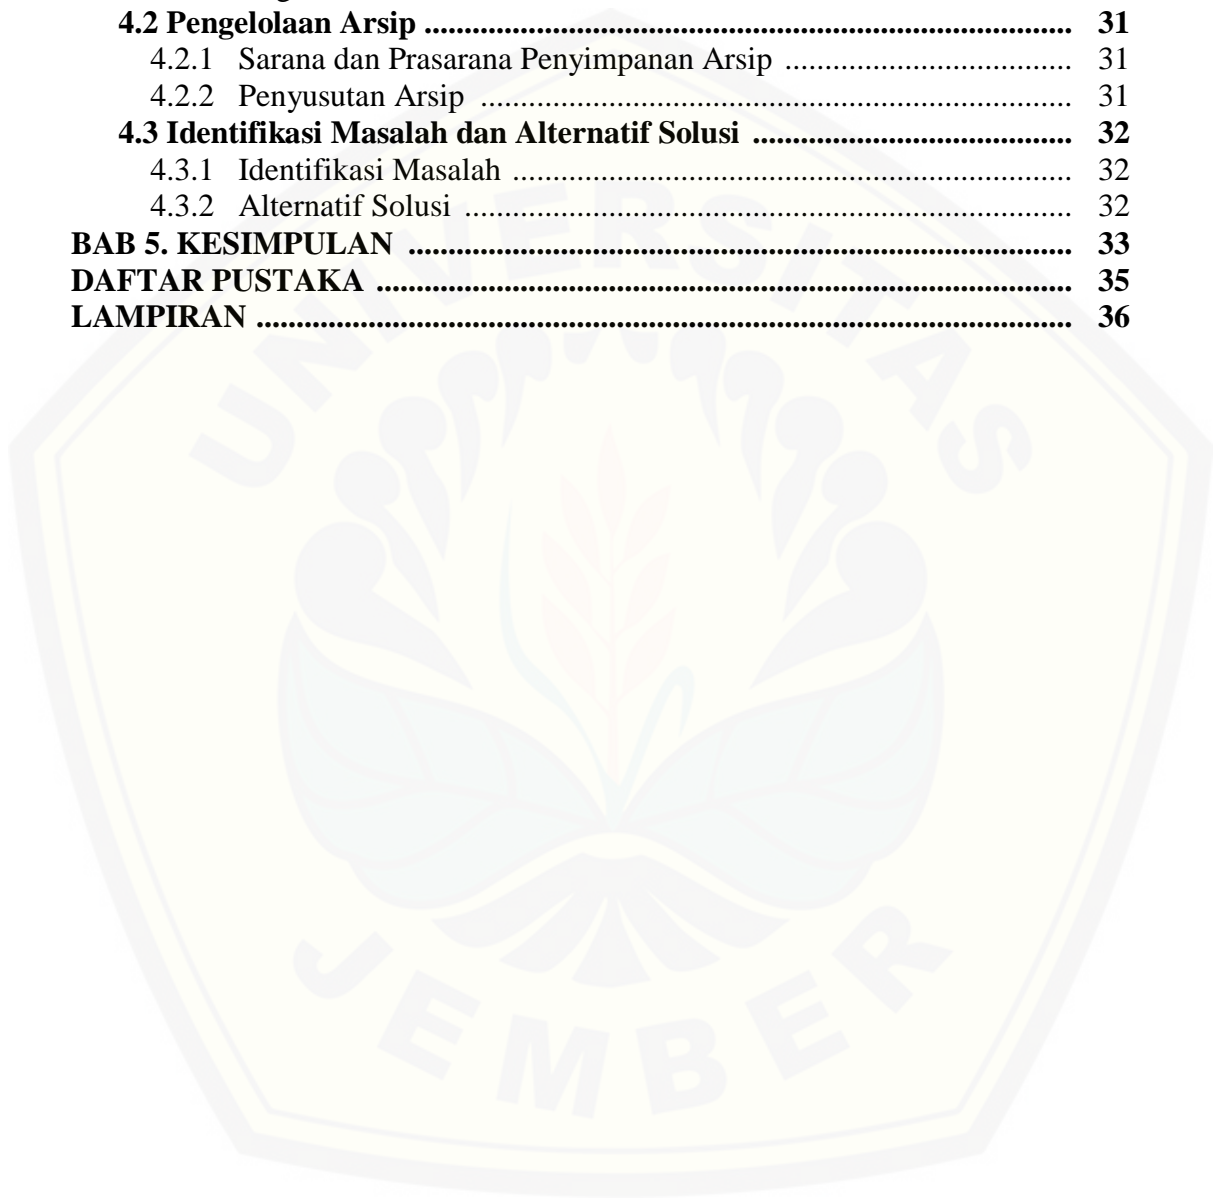 4.2 Pengelolaan Arsip .................................................................................. 31
4.2.1 Sarana dan Prasarana Penyimpanan Arsip .................................... 31
4.2.2 Penyusutan Arsip .......................................................................... 31
4.3 Identifikasi Masalah dan Alternatif Solusi ........................................ 32
4.3.1 Identifikasi Masalah ...................................................................... 32
4.3.2 Alternatif Solusi ............................................................................ 32
BAB 5. KESIMPULAN .................................................................................... 33
DAFTAR PUSTAKA ........................................................................................ 35
LAMPIRAN ....................................................................................................... 36
UNIVERSITAS
JEMBER